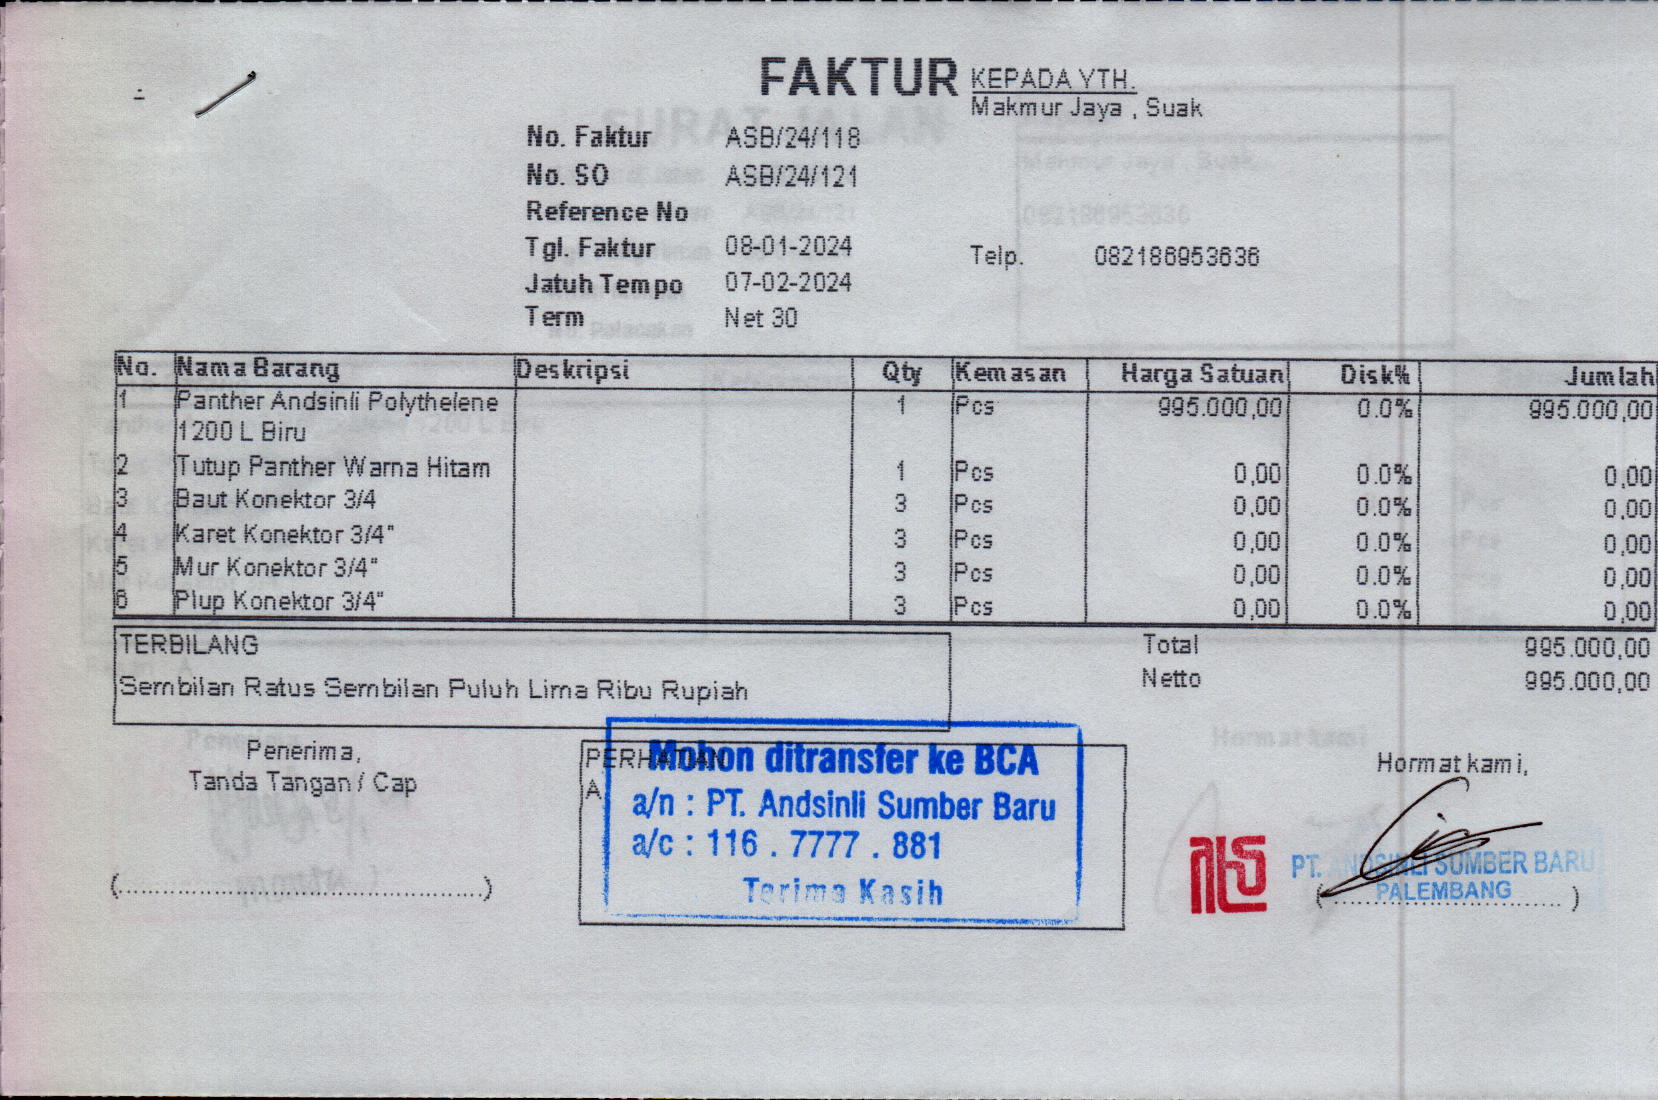 FAKTUR
KEPADA YTH.
Makmur Jaya , Suak
No. Faktur ASB/24/118
No. SO ASB/24/121
Reference No
Tgl. Faktur 08-01-2024
Telp. 082186953636
Jatuh Tempo 07-02-2024
Term Net 30
No. Nama Barang Deskripsi Qty Kemasan Harga Satuan Disk% Jumlah
1 Panther Andsinli Polythelene 1 Pcs 995.000,00 0.0% 995.000,00
1200 L Biru
2 Tutup Panther Warna Hitam 1 Pcs 0,00 0.0% 0,00
3 Baut Konektor 3/4 3 Pcs 0,00 0.0% 0,00
4 Karet Konektor 3/4" 3 Pcs 0,00 0.0% 0,00
5 Mur Konektor 3/4" 3 Pcs 0,00 0.0% 0,00
6 Plup Konektor 3/4" 3 Pcs 0,00 0.0% 0,00
TERBILANG
Sembilan Ratus Sembilan Puluh Lima Ribu Rupiah
Total 995.000,00
Netto 995.000,00
Penerima,
Tanda Tangan / Cap
(..................................................)
PERHATIAN
A
Mohon ditransfer ke BCA
a/n : PT. Andsinli Sumber Baru
a/c : 116 . 7777 . 881
Terima Kasih
Hormat kami,
PT. ANDSINLI SUMBER BARU
PALEMBANG
(.................................)